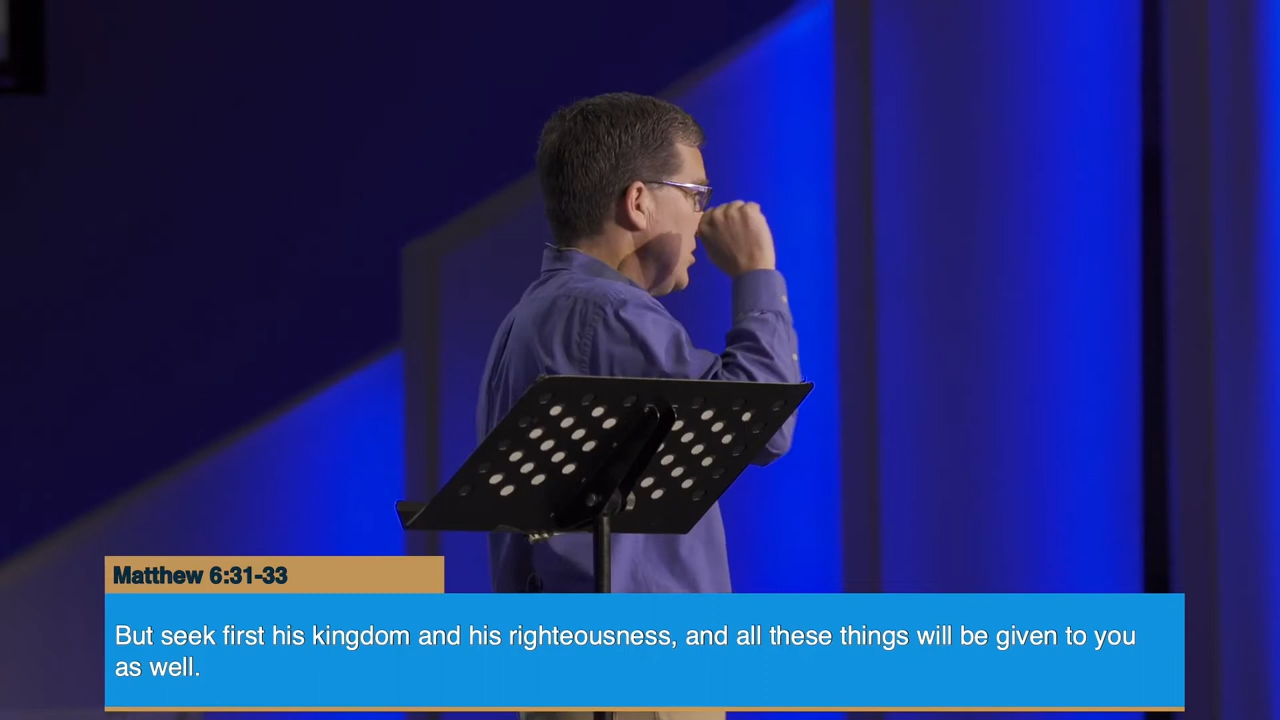 Matthew 6:31-33
But seek first his kingdom and his righteousness, and all these things will be given to you
as well.